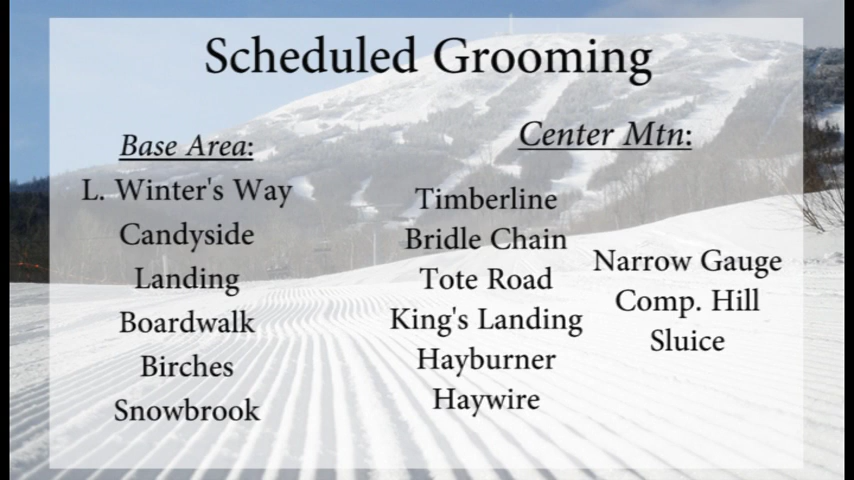 Scheduled Grooming
Base Area:
L. Winter's Way
Candyside
Landing
Boardwalk
Birches
Snowbrook
Center Mtn:
Timberline
Bridle Chain
Tote Road
King's Landing
Hayburner
Haywire
Narrow Gauge
Comp. Hill
Sluice